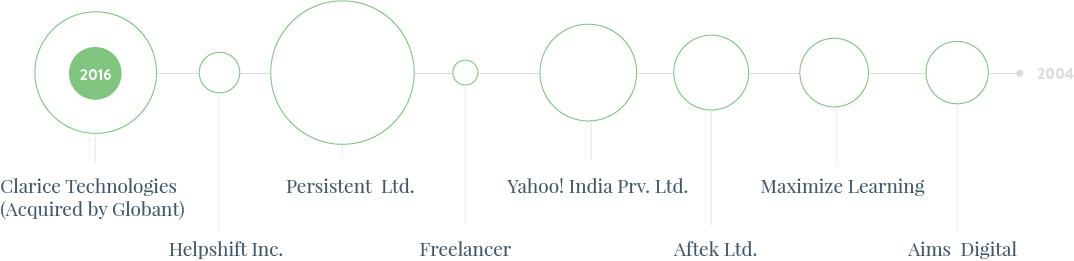 2016
2004
Clarice Technologies
(Acquired by Globant)
Persistent Ltd.
Yahoo! India Prv. Ltd.
Maximize Learning
Helpshift Inc.
Freelancer
Aftek Ltd.
Aims Digital